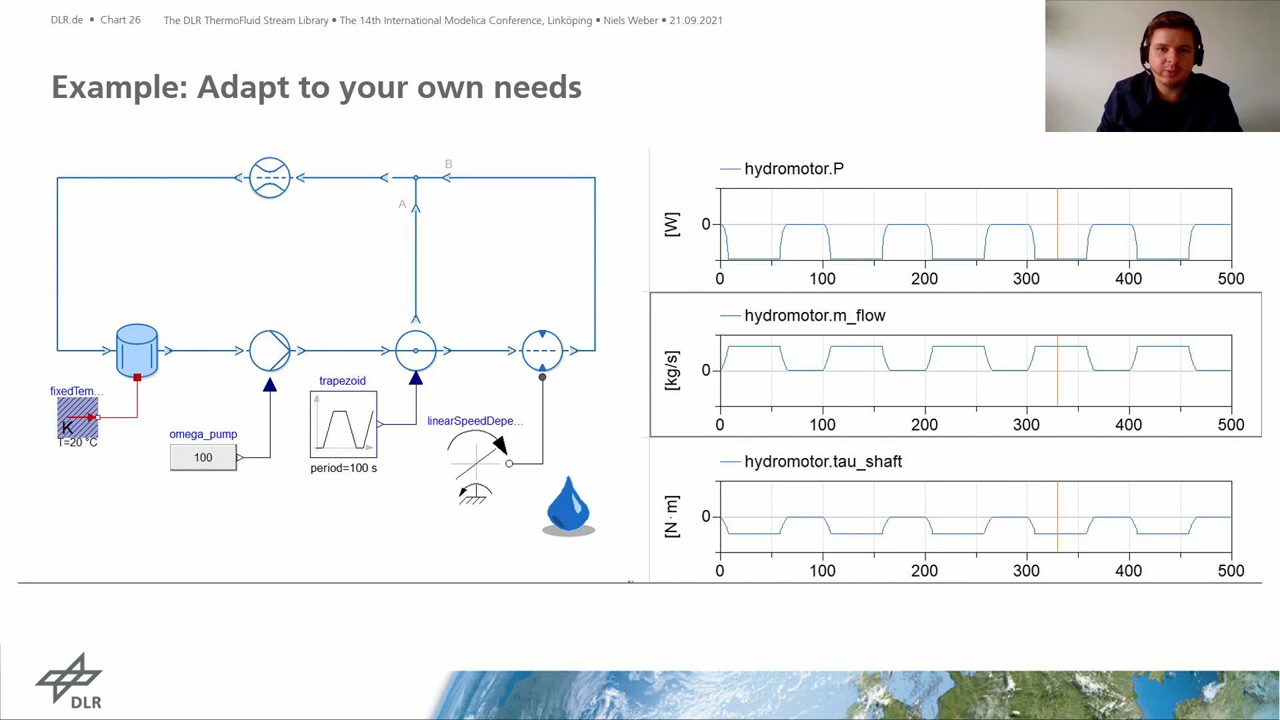 DLR.de • Chart 26 The DLR ThermoFluid Stream Library • The 14th International Modelica Conference, Linköping • Niels Weber • 21.09.2021
Example: Adapt to your own needs
B
A
fixedTem...
K
T=20 °C
omega_pump
100
trapezoid
period=100 s
linearSpeedDepe...
hydromotor.P
[W]
0
0 100 200 300 400 500
hydromotor.m_flow
[kg/s]
0
0 100 200 300 400 500
hydromotor.tau_shaft
[N·m]
0
0 100 200 300 400 500
DLR